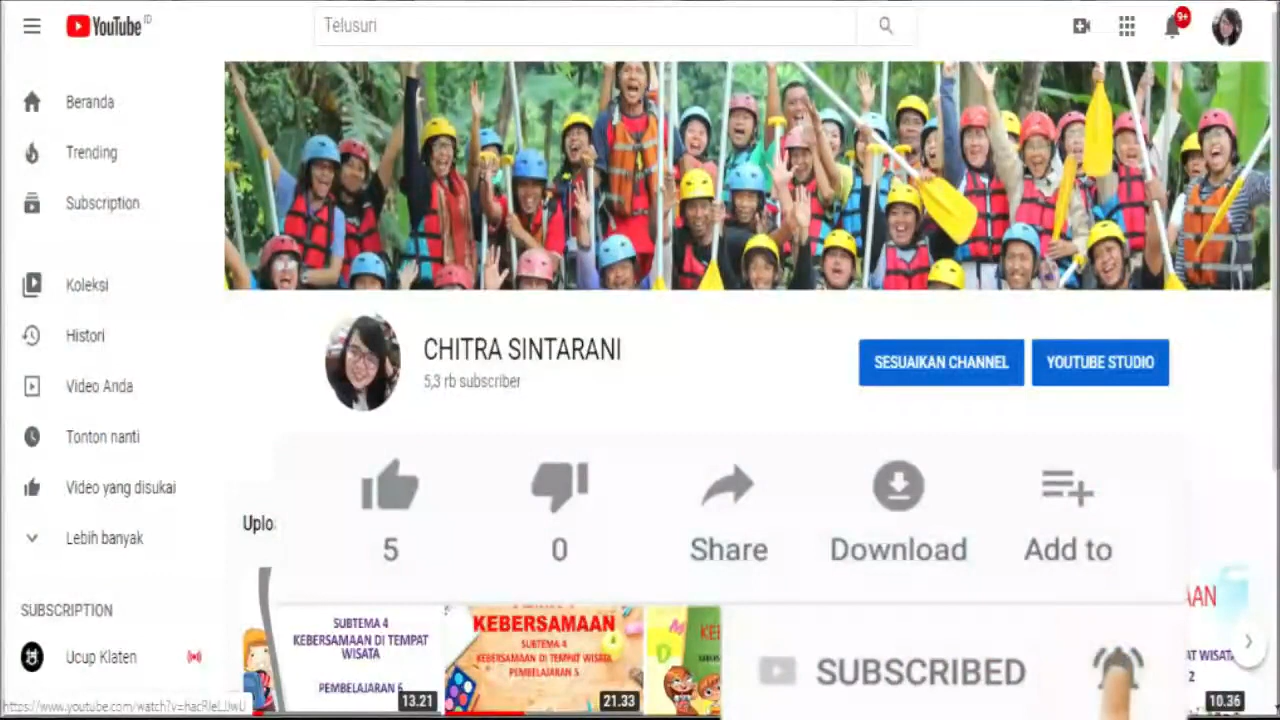 YouTube ID
Telusuri
9+
Beranda
Trending
Subscription
Koleksi
Histori
Video Anda
Tonton nanti
Video yang disukai
Lebih banyak
SUBSCRIPTION
Ucup Klaten
CHITRA SINTARANI
5,3 rb subscriber
SESUAIKAN CHANNEL
YOUTUBE STUDIO
5
0
Share
Download
Add to
SUBTEMA 4
KEBERSAMAAN DI TEMPAT
WISATA
PEMBELAJARAN 6
13.21
KEBERSAMAAN
SUBTEMA 4
KEBERSAMAAN DI TEMPAT WISATA
PEMBELAJARAN 5
21.33
SUBSCRIBED
2
10.36